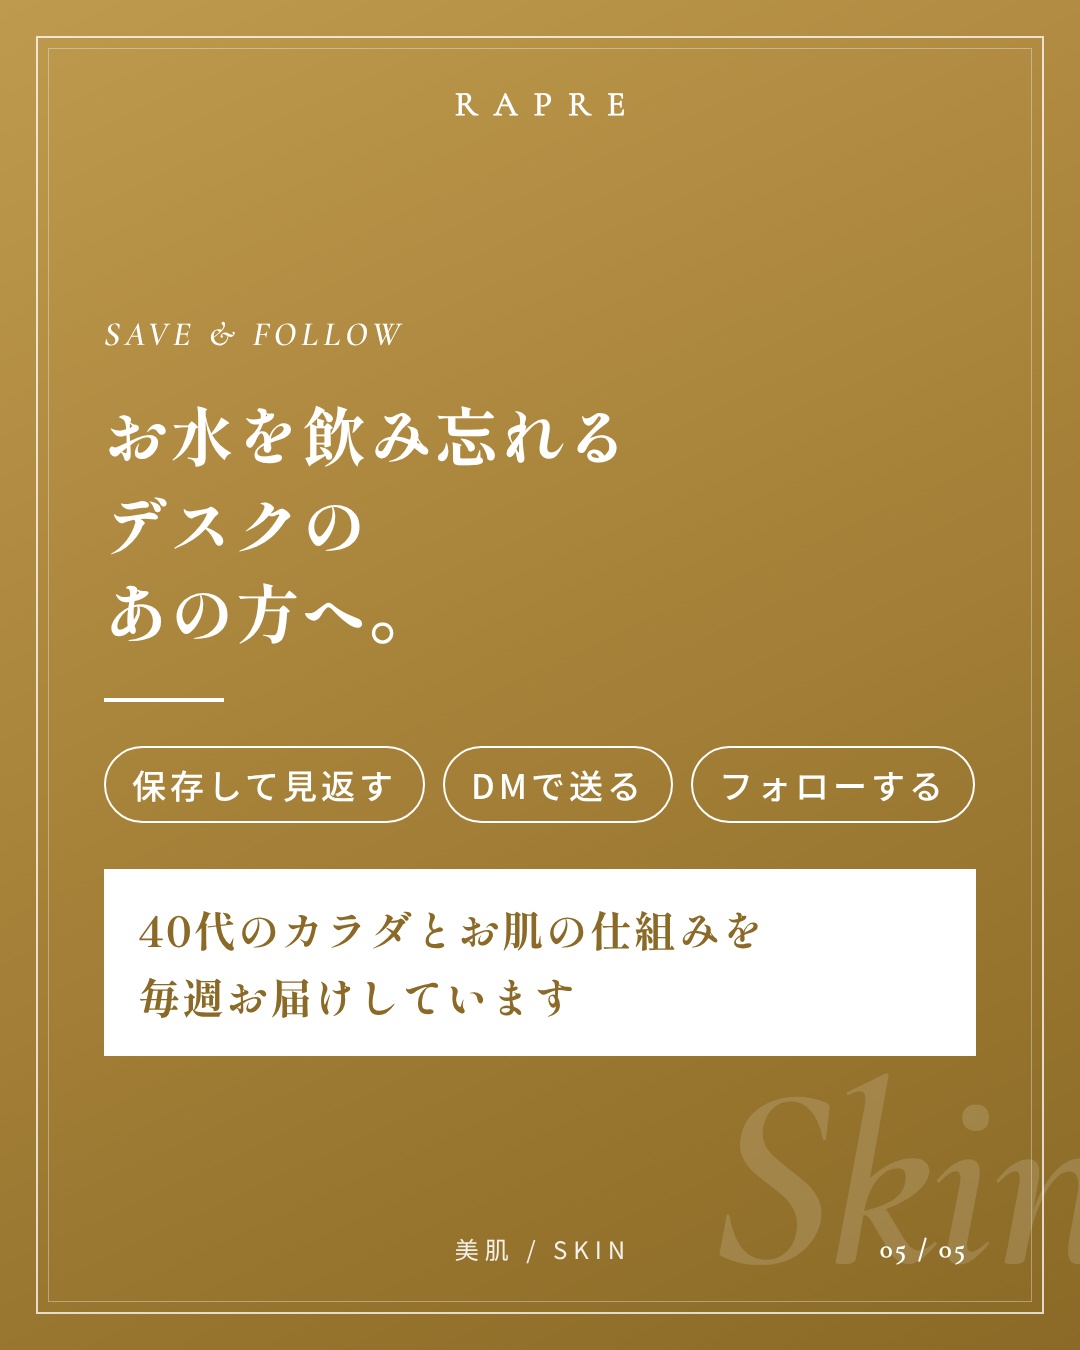 RAPRE
SAVE & FOLLOW
お水を飲み忘れる
デスクの
あの方へ。
保存して見返す
DMで送る
フォローする
40代のカラダとお肌の仕組みを
毎週お届けしています
Skin
美肌 / SKIN
05 / 05